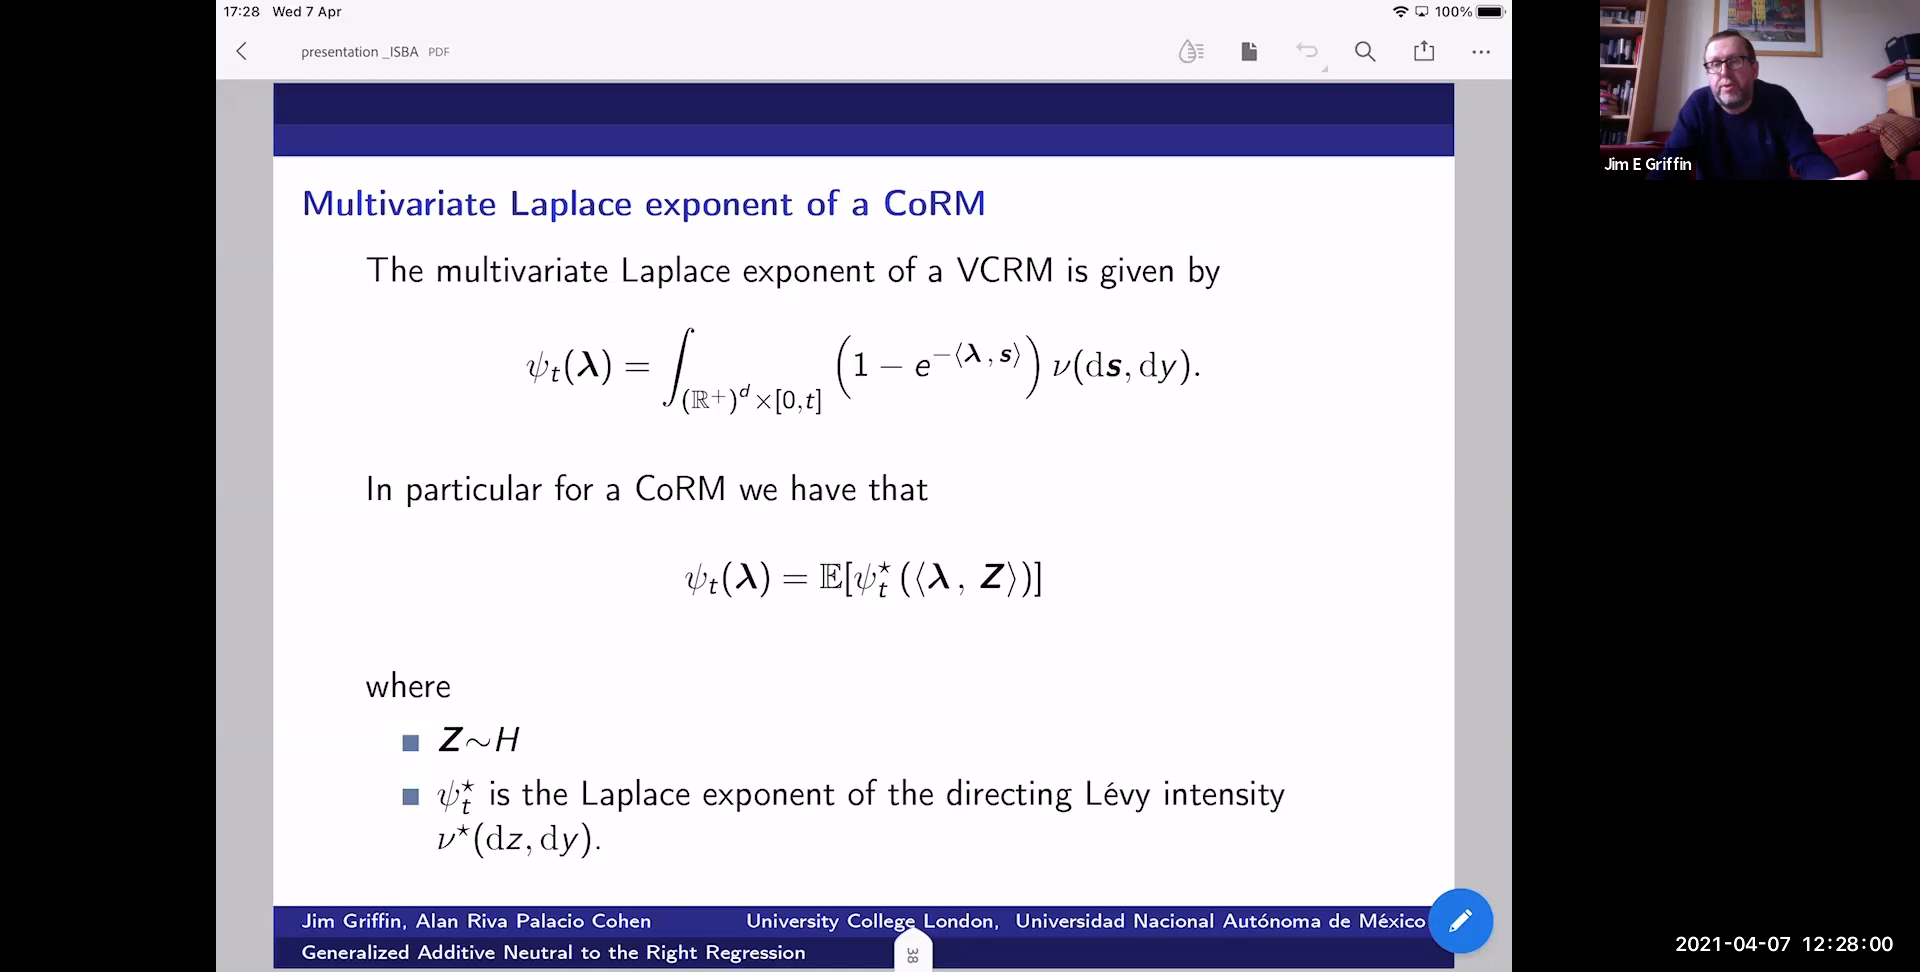 17:28 Wed 7 Apr
100%
presentation _ISBA PDF
Jim E Griffin
Multivariate Laplace exponent of a CoRM
The multivariate Laplace exponent of a VCRM is given by
ψ_t(λ) = ∫_{(ℝ⁺)^d×[0,t]} (1 − e^{−⟨λ, s⟩}) ν(ds, dy).
In particular for a CoRM we have that
ψ_t(λ) = 𝔼[ψ_t^⋆(⟨λ, Z⟩)]
where
Z∼H
ψ_t^⋆ is the Laplace exponent of the directing Lévy intensity
ν^⋆(dz, dy).
Jim Griffin, Alan Riva Palacio Cohen University College London, Universidad Nacional Autónoma de México
Generalized Additive Neutral to the Right Regression
38
2021-04-07 12:28:00